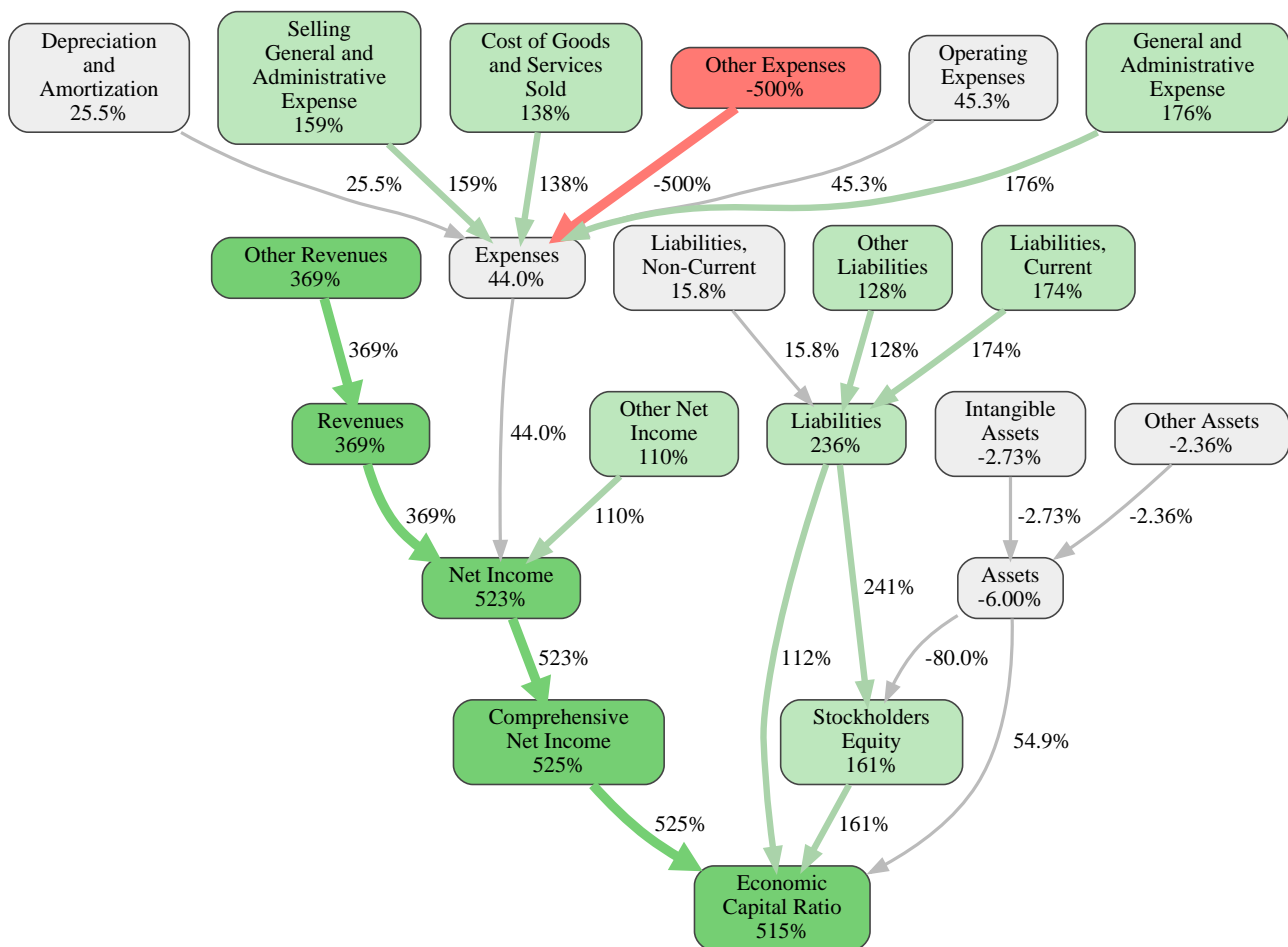 Depreciation
and
Amortization
25.5%
Selling
General and
Administrative
Expense
159%
Cost of Goods
and Services
Sold
138%
Other Expenses
-500%
Operating
Expenses
45.3%
General and
Administrative
Expense
176%
25.5%
159%
138%
-500%
45.3%
176%
Other Revenues
369%
Expenses
44.0%
Liabilities,
Non-Current
15.8%
Other
Liabilities
128%
Liabilities,
Current
174%
369%
15.8%
128%
174%
Revenues
369%
44.0%
Other Net
Income
110%
Liabilities
236%
Intangible
Assets
-2.73%
Other Assets
-2.36%
369%
110%
-2.73%
-2.36%
Net Income
523%
241%
Assets
-6.00%
523%
112%
-80.0%
Comprehensive
Net Income
525%
Stockholders
Equity
161%
54.9%
525%
161%
Economic
Capital Ratio
515%